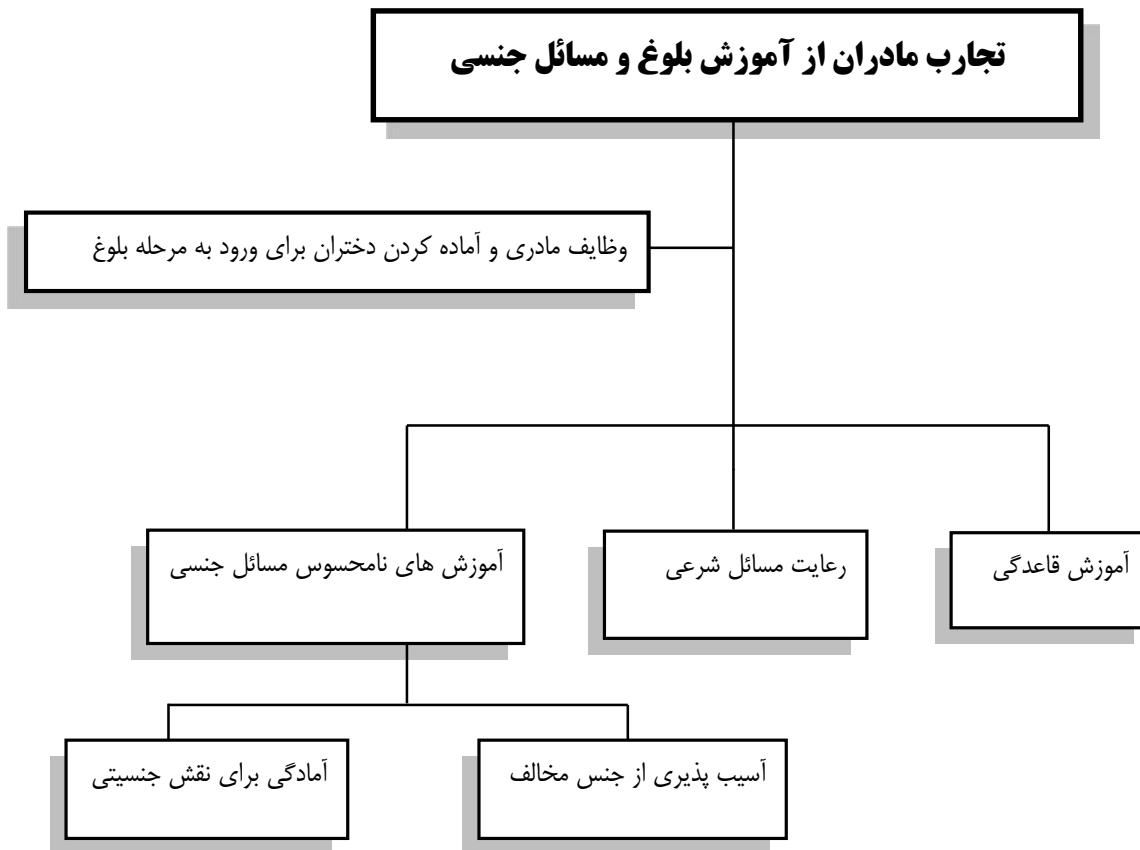 تجارب مادران از آموزش بلوغ و مسائل جنسی
وظایف مادری و آماده کردن دختران برای ورود به مرحله بلوغ
آموزش قاعدگی
رعایت مسائل شرعی
آموزش های نامحسوس مسائل جنسی
آسیب پذیری از جنس مخالف
آمادگی برای نقش جنسیتی